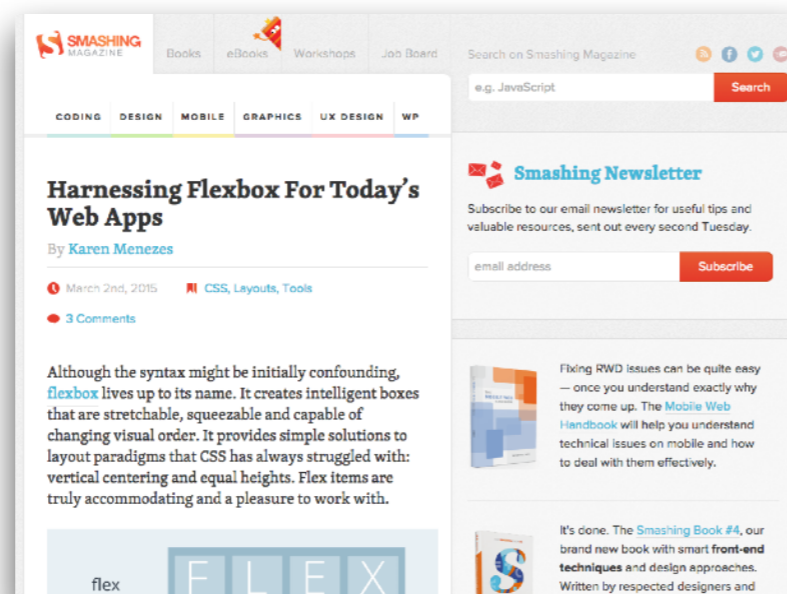 SMASHING
MAGAZINE
Books
eBooks
Workshops
Job Board
CODING
DESIGN
MOBILE
GRAPHICS
UX DESIGN
WP
Harnessing Flexbox For Today’s
Web Apps
By Karen Menezes
March 2nd, 2015
CSS, Layouts, Tools
3 Comments
Although the syntax might be initially confounding,
flexbox lives up to its name. It creates intelligent boxes
that are stretchable, squeezable and capable of
changing visual order. It provides simple solutions to
layout paradigms that CSS has always struggled with:
vertical centering and equal heights. Flex items are
truly accommodating and a pleasure to work with.
flex
FLEX
Search on Smashing Magazine
e.g. JavaScript
Search
Smashing Newsletter
Subscribe to our email newsletter for useful tips and
valuable resources, sent out every second Tuesday.
email address
Subscribe
Fixing RWD issues can be quite easy
— once you understand exactly why
they come up. The Mobile Web
Handbook will help you understand
technical issues on mobile and how
to deal with them effectively.
It's done. The Smashing Book #4, our
brand new book with smart front-end
techniques and design approaches.
Written by respected designers and